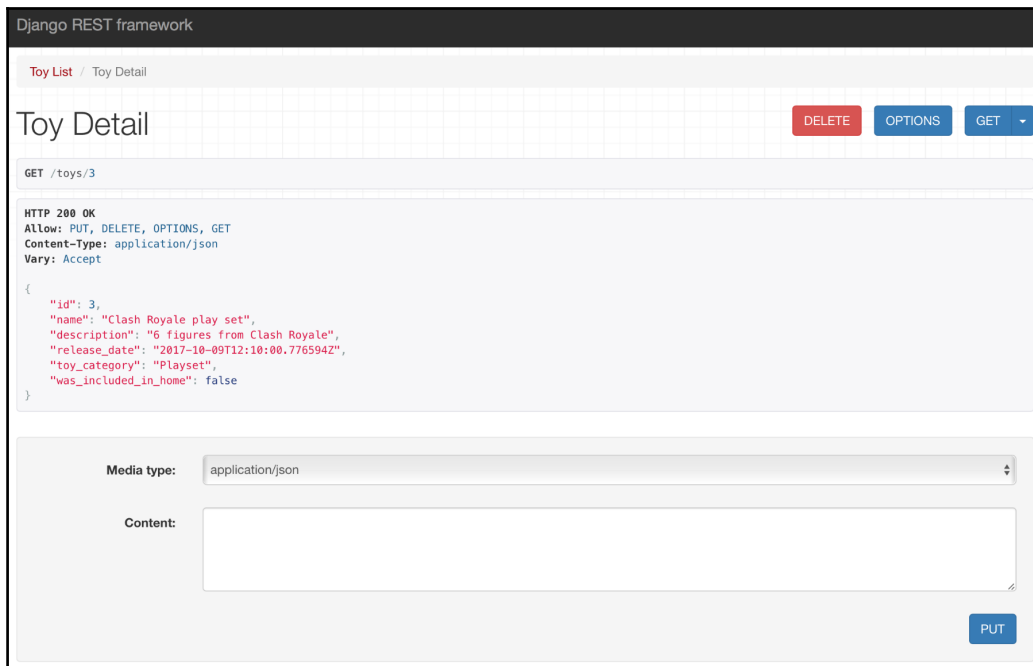 Django REST framework
Toy List / Toy Detail
Toy Detail
DELETE OPTIONS GET
GET /toys/3
HTTP 200 OK
Allow: PUT, DELETE, OPTIONS, GET
Content-Type: application/json
Vary: Accept
{
    "id": 3,
    "name": "Clash Royale play set",
    "description": "6 figures from Clash Royale",
    "release_date": "2017-10-09T12:10:00.776594Z",
    "toy_category": "Playset",
    "was_included_in_home": false
}
Media type: application/json
Content:
PUT